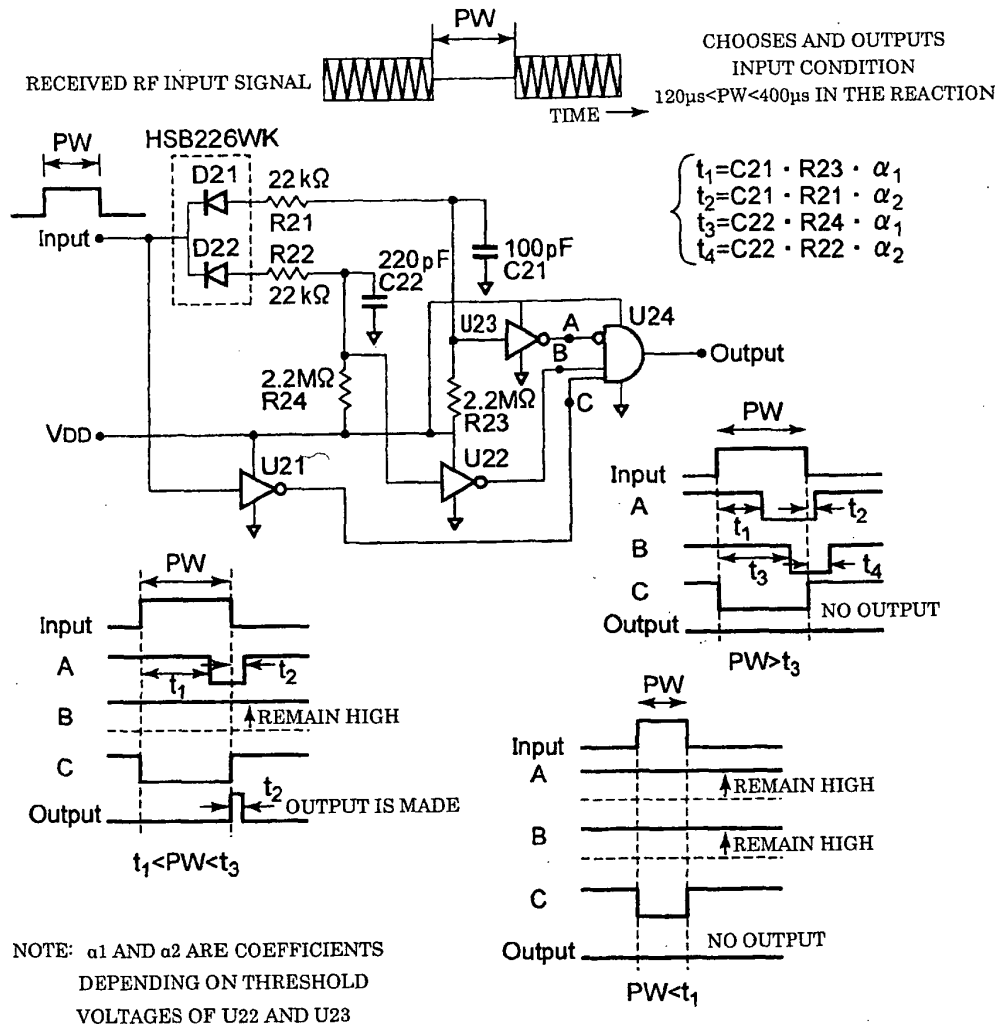 PW
RECEIVED RF INPUT SIGNAL
TIME
CHOOSES AND OUTPUTS
INPUT CONDITION
120μs<PW<400μs IN THE REACTION
PW
Input
HSB226WK
D21
D22
22kΩ
R21
R22
22kΩ
220pF
C22
100pF
C21
t1=C21・R23・α1
t2=C21・R21・α2
t3=C22・R24・α1
t4=C22・R22・α2
U23
A
B
C
U24
Output
2.2MΩ
R24
2.2MΩ
R23
VDD
U21
U22
PW
Input
A
t1
t2
B
t3
t4
C
NO OUTPUT
Output
PW>t3
PW
Input
A
t1
t2
B
REMAIN HIGH
C
t2
Output
OUTPUT IS MADE
t1<PW<t3
PW
Input
A
REMAIN HIGH
B
REMAIN HIGH
C
NO OUTPUT
Output
PW<t1
NOTE: α1 AND α2 ARE COEFFICIENTS
DEPENDING ON THRESHOLD
VOLTAGES OF U22 AND U23